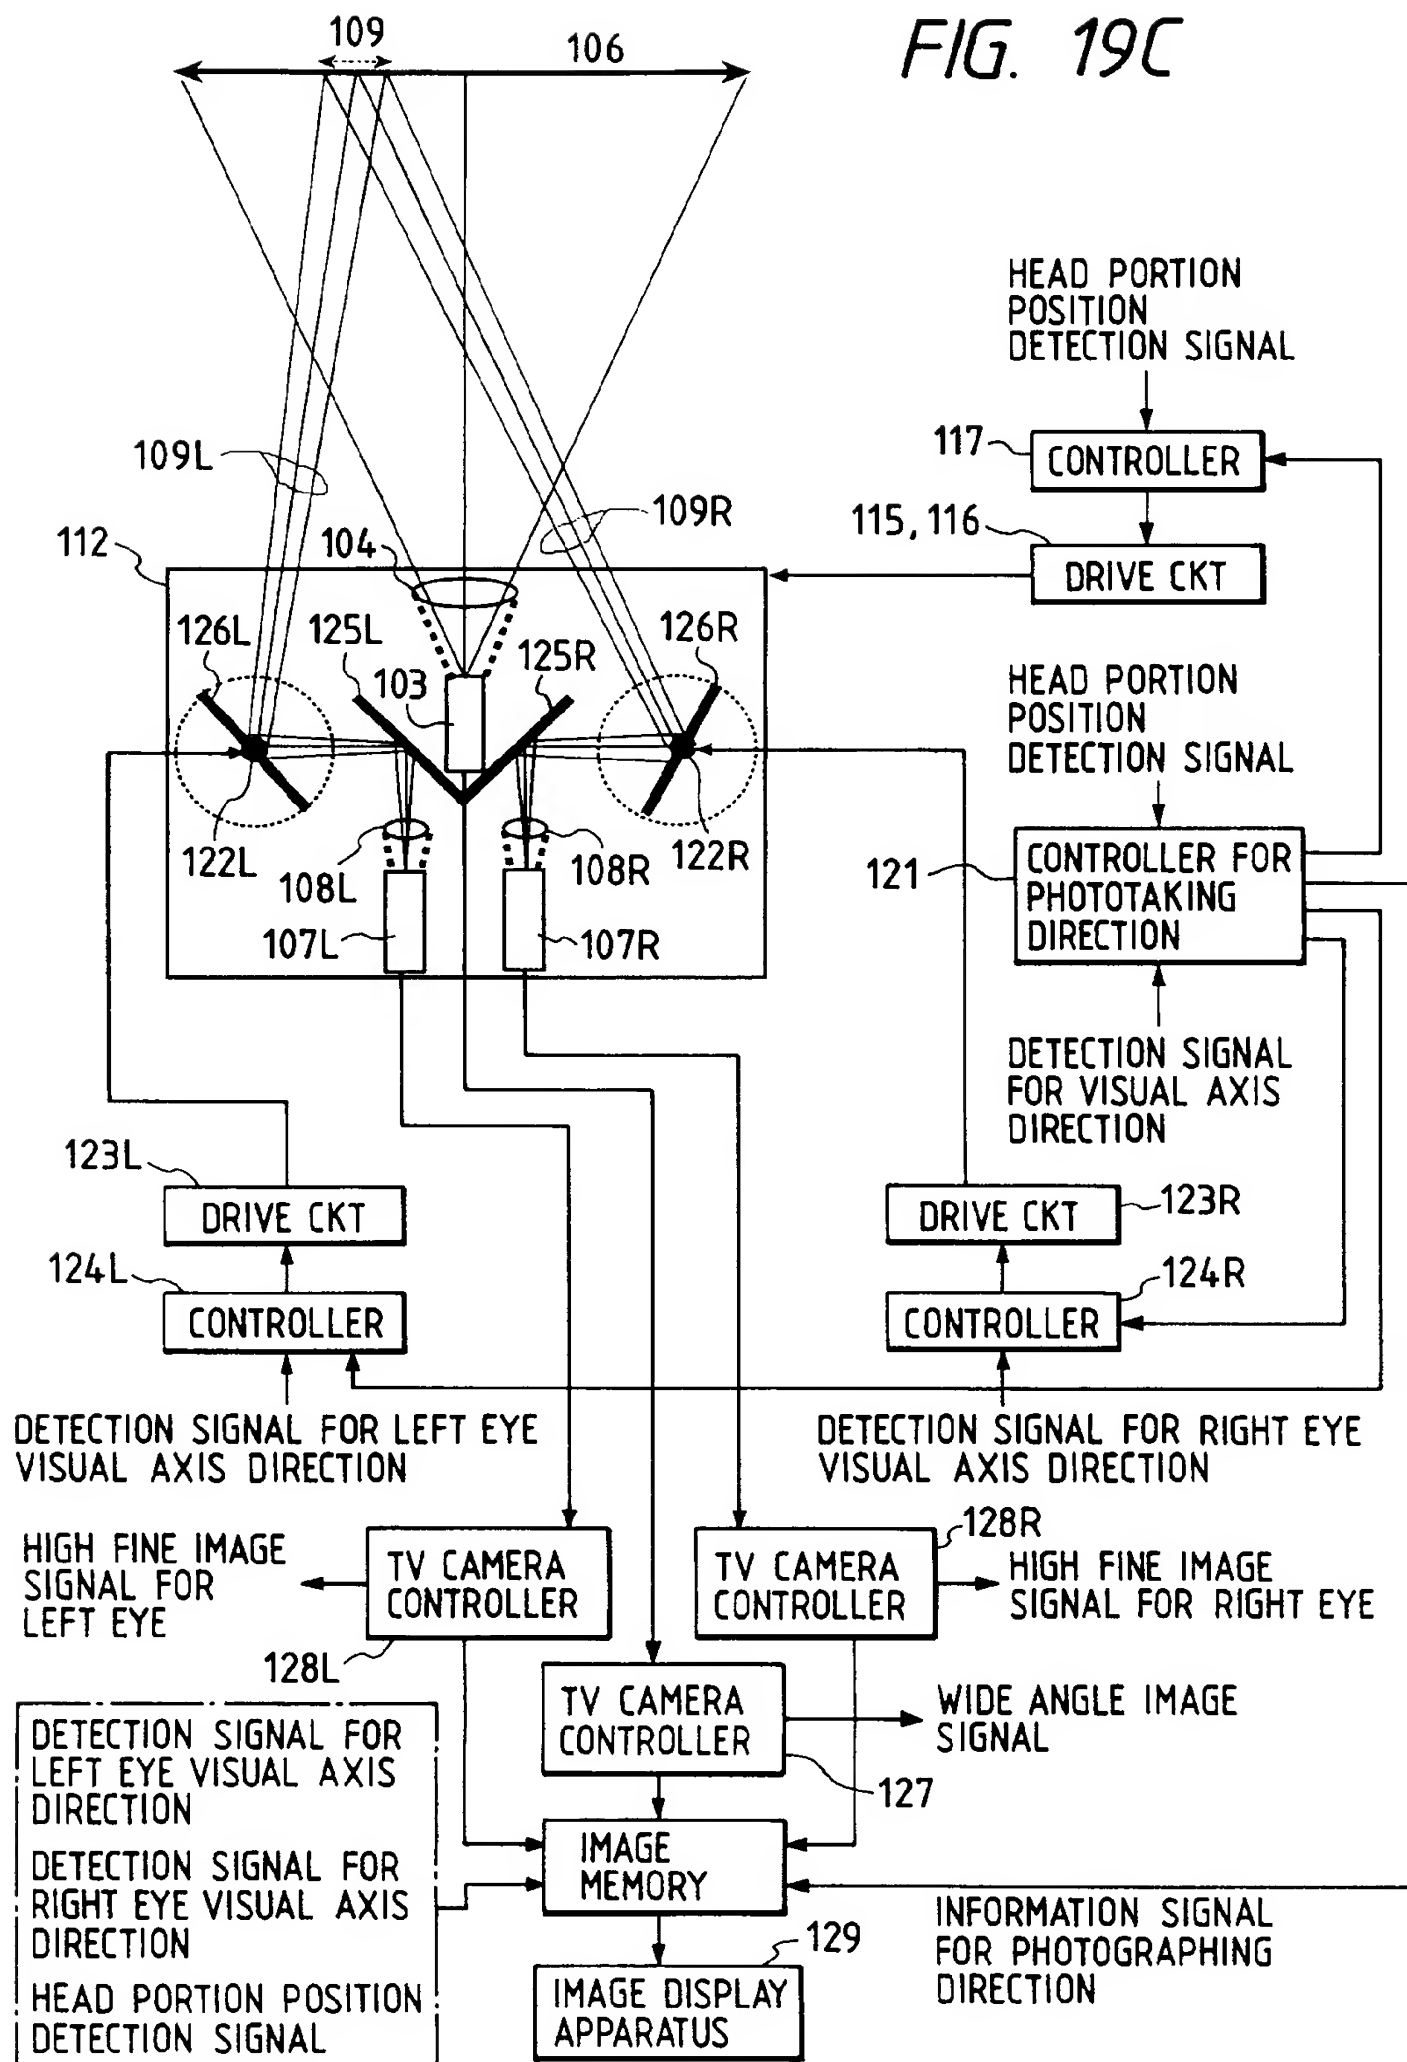 FIG. 19C
109
106
HEAD PORTION
POSITION
DETECTION SIGNAL
117
CONTROLLER
109L
109R
115, 116
DRIVE CKT
112
104
126L
125L
103
125R
126R
HEAD PORTION
POSITION
DETECTION SIGNAL
122L
108L
108R
122R
107L
107R
121
CONTROLLER FOR
PHOTOTAKING
DIRECTION
DETECTION SIGNAL
FOR VISUAL AXIS
DIRECTION
123L
DRIVE CKT
123R
DRIVE CKT
124L
CONTROLLER
124R
CONTROLLER
DETECTION SIGNAL FOR LEFT EYE
VISUAL AXIS DIRECTION
DETECTION SIGNAL FOR RIGHT EYE
VISUAL AXIS DIRECTION
HIGH FINE IMAGE
SIGNAL FOR
LEFT EYE
TV CAMERA
CONTROLLER
128L
TV CAMERA
CONTROLLER
128R
HIGH FINE IMAGE
SIGNAL FOR RIGHT EYE
TV CAMERA
CONTROLLER
127
WIDE ANGLE IMAGE
SIGNAL
DETECTION SIGNAL FOR
LEFT EYE VISUAL AXIS
DIRECTION
DETECTION SIGNAL FOR
RIGHT EYE VISUAL AXIS
DIRECTION
HEAD PORTION POSITION
DETECTION SIGNAL
IMAGE
MEMORY
INFORMATION SIGNAL
FOR PHOTOGRAPHING
DIRECTION
129
IMAGE DISPLAY
APPARATUS